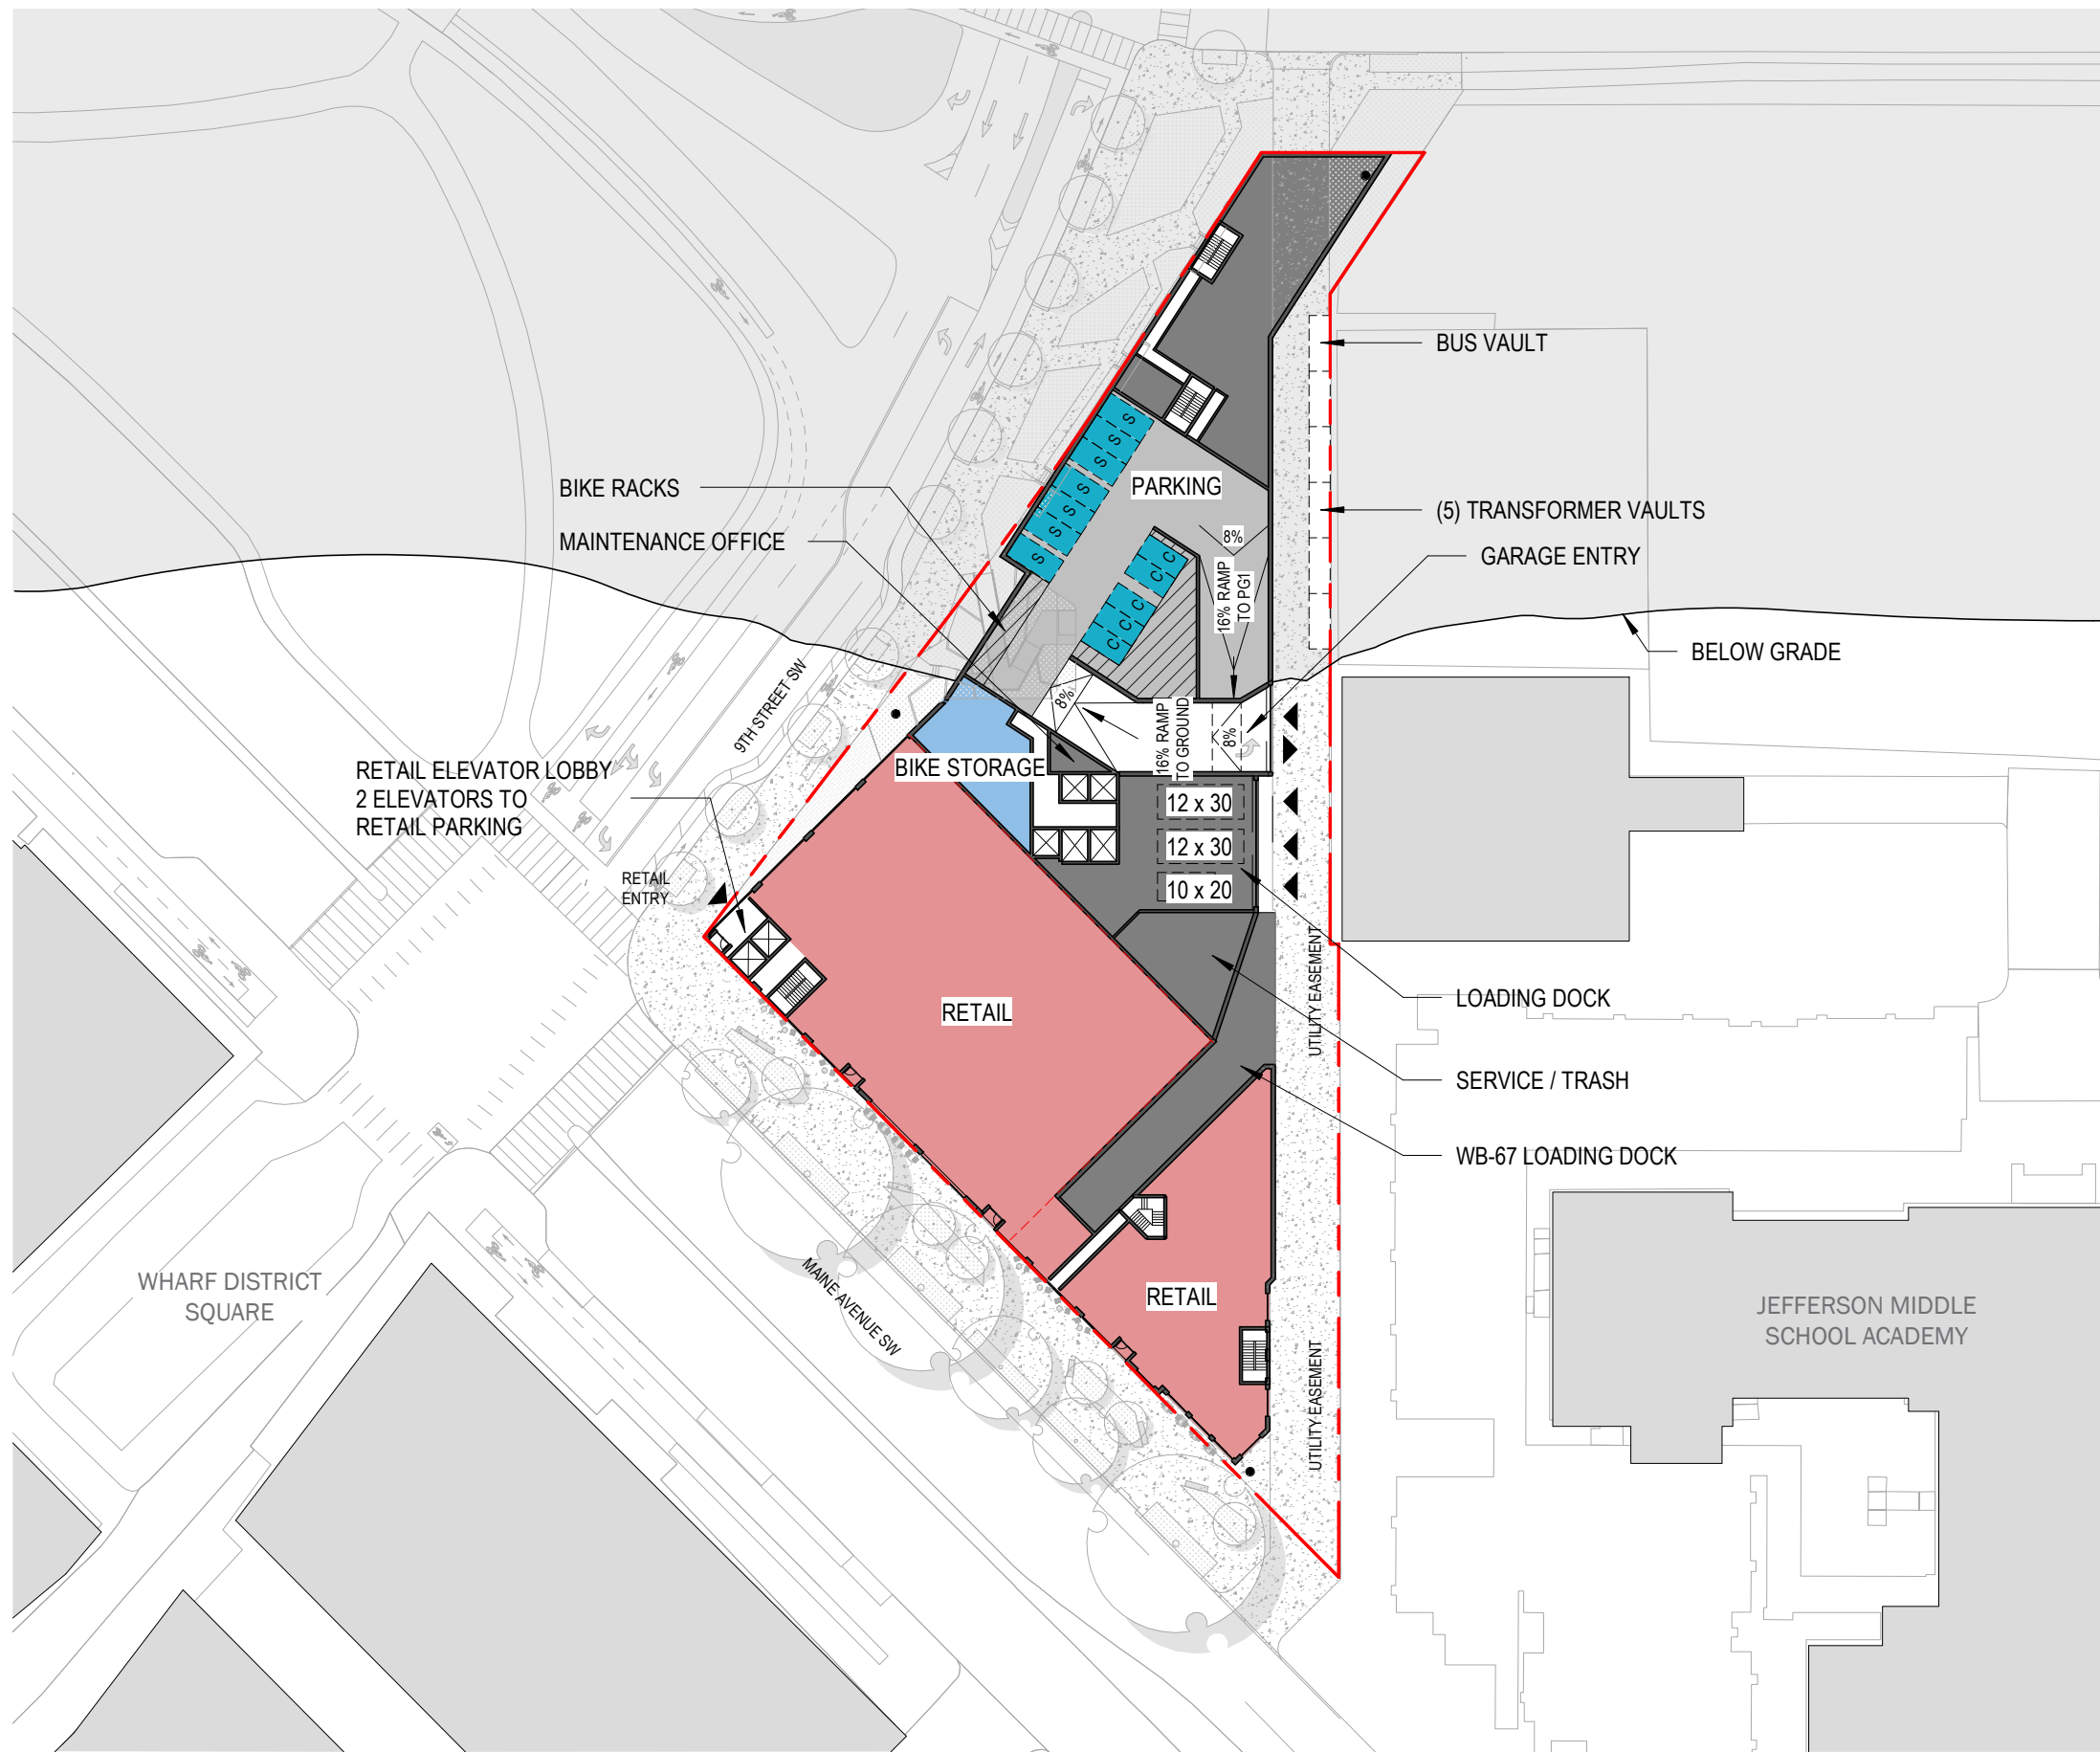 BUS VAULT
S
S
S
S
S
S
PARKING
BIKE RACKS
(5) TRANSFORMER VAULTS
MAINTENANCE OFFICE
8%
GARAGE ENTRY
C
C
C
C
C
16% RAMP
TO PG1
BELOW GRADE
8%
9TH STREET SW
16% RAMP
TO GROUND
8%
BIKE STORAGE
RETAIL ELEVATOR LOBBY
2 ELEVATORS TO
RETAIL PARKING
12 x 30
12 x 30
10 x 20
RETAIL
ENTRY
UTILITY EASEMENT
LOADING DOCK
RETAIL
SERVICE / TRASH
WB-67 LOADING DOCK
WHARF DISTRICT
SQUARE
MAINE AVENUE SW
RETAIL
JEFFERSON MIDDLE
SCHOOL ACADEMY
UTILITY EASEMENT